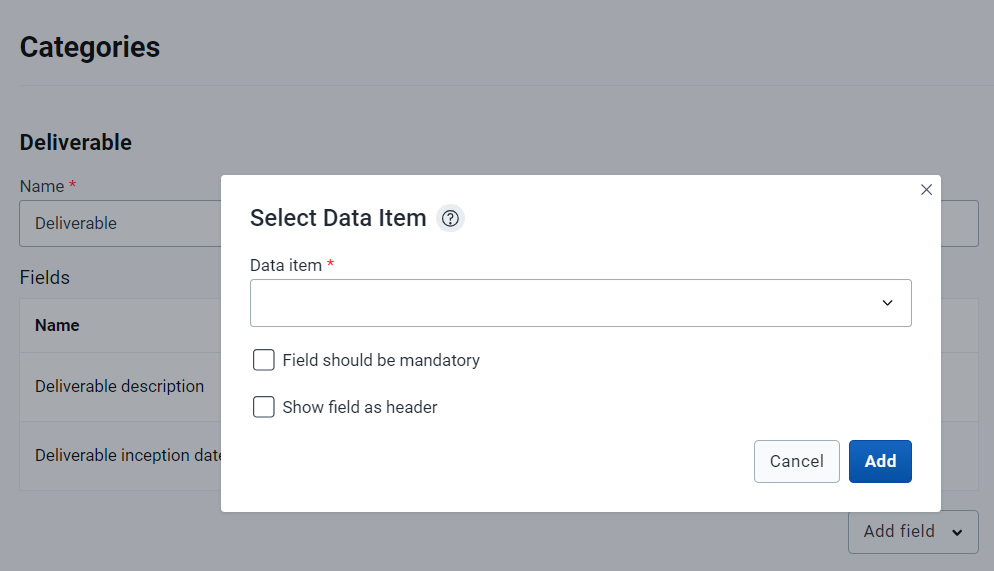 Categories
Deliverable
Name *
Deliverable
Fields
Name
Deliverable description
Deliverable inception date
Select Data Item
Data item *
Field should be mandatory
Show field as header
Cancel Add
Add field